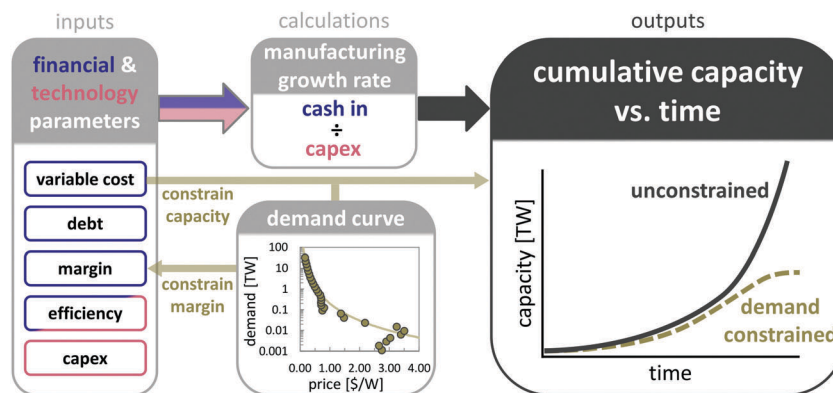 inputs
calculations
outputs
financial &
technology
parameters
manufacturing
growth rate
cash in
÷
capex
cumulative capacity
vs. time
variable cost
debt
margin
efficiency
capex
constrain
capacity
constrain
margin
demand curve
demand [TW]
100
10
1
0.1
0.01
0.001
0.00 1.00 2.00 3.00 4.00
price [$/W]
capacity [TW]
unconstrained
demand
constrained
time